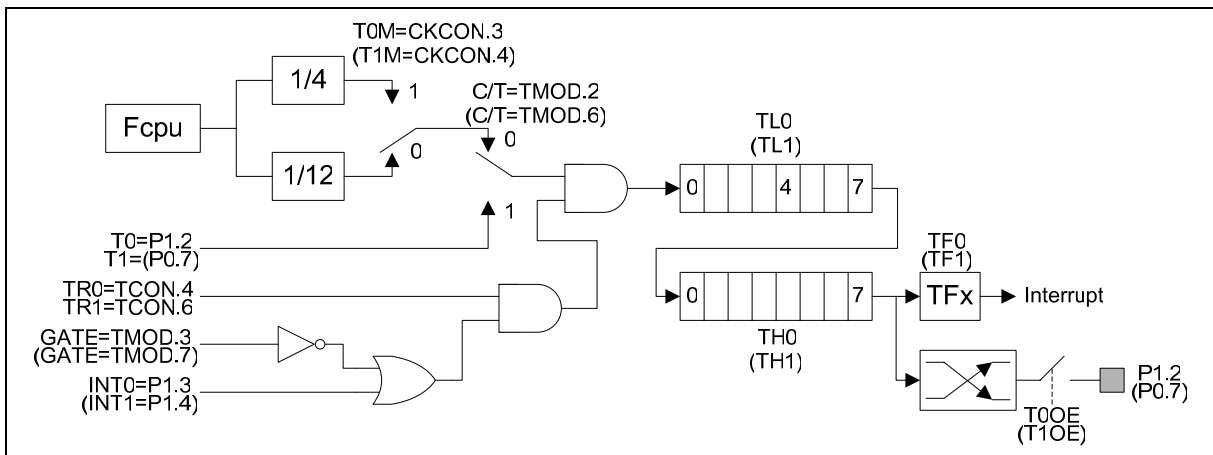 T0M=CKCON.3
(T1M=CKCON.4)
1/4
1
C/T=TMOD.2
(C/T=TMOD.6)
Fcpu
0
0
1/12
TL0
(TL1)
0 4 7
1
T0=P1.2
T1=(P0.7)
TF0
(TF1)
TR0=TCON.4
TR1=TCON.6
0 7
TFx
Interrupt
GATE=TMOD.3
(GATE=TMOD.7)
TH0
(TH1)
INT0=P1.3
(INT1=P1.4)
P1.2
(P0.7)
T0OE
(T1OE)